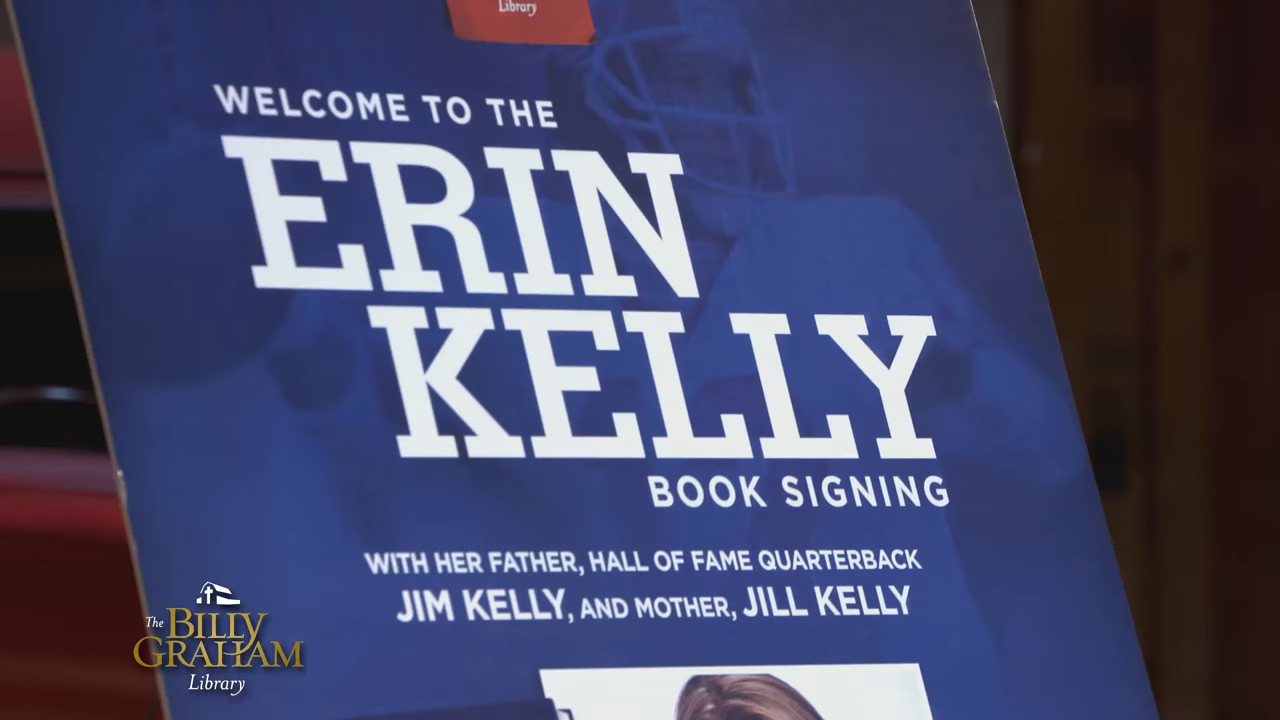 Library
WELCOME TO THE
ERIN
KELLY
BOOK SIGNING
WITH HER FATHER, HALL OF FAME QUARTERBACK
JIM KELLY, AND MOTHER, JILL KELLY
The BILLY
GRAHAM
Library